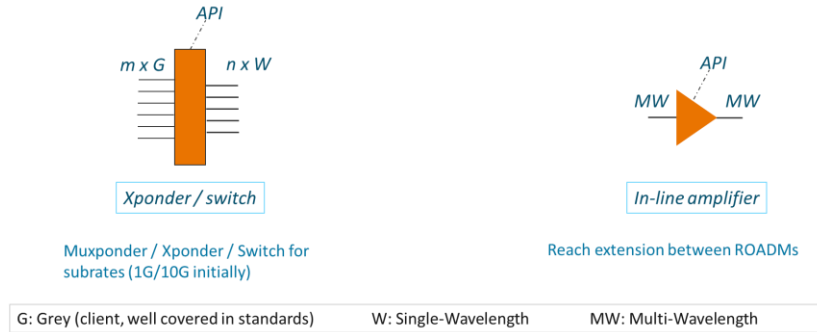 API
m x G
n x W
API
MW
MW
Xponder / switch
In-line amplifier
Muxponder / Xponder / Switch for
subrates (1G/10G initially)
Reach extension between ROADMs
G: Grey (client, well covered in standards)
W: Single-Wavelength
MW: Multi-Wavelength